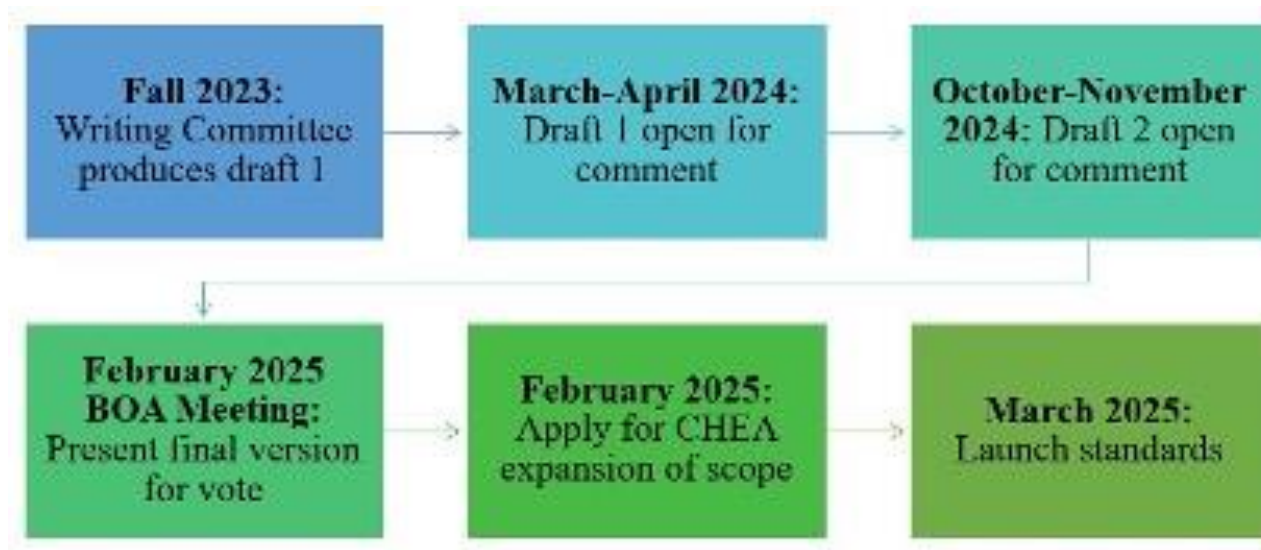 Fall 2023:
Writing Committee
produces draft 1
March-April 2024:
Draft 1 open for
comment
October-November
2024: Draft 2 open
for comment
February 2025
BOA Meeting:
Present final version
for vote
February 2025:
Apply for CHEA
expansion of scope
March 2025:
Launch standards